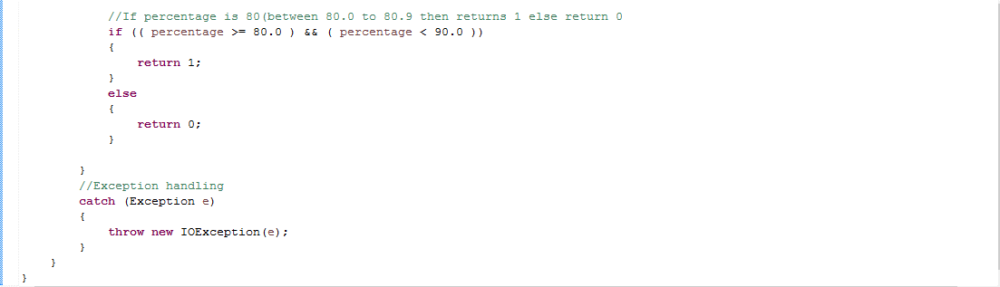 //If percentage is 80(between 80.0 to 80.9 then returns 1 else return 0
if (( percentage >= 80.0 ) && ( percentage < 90.0 ))
{
return 1;
}
else
{
return 0;
}
}
//Exception handling
catch (Exception e)
{
throw new IOException(e);
}
}
}